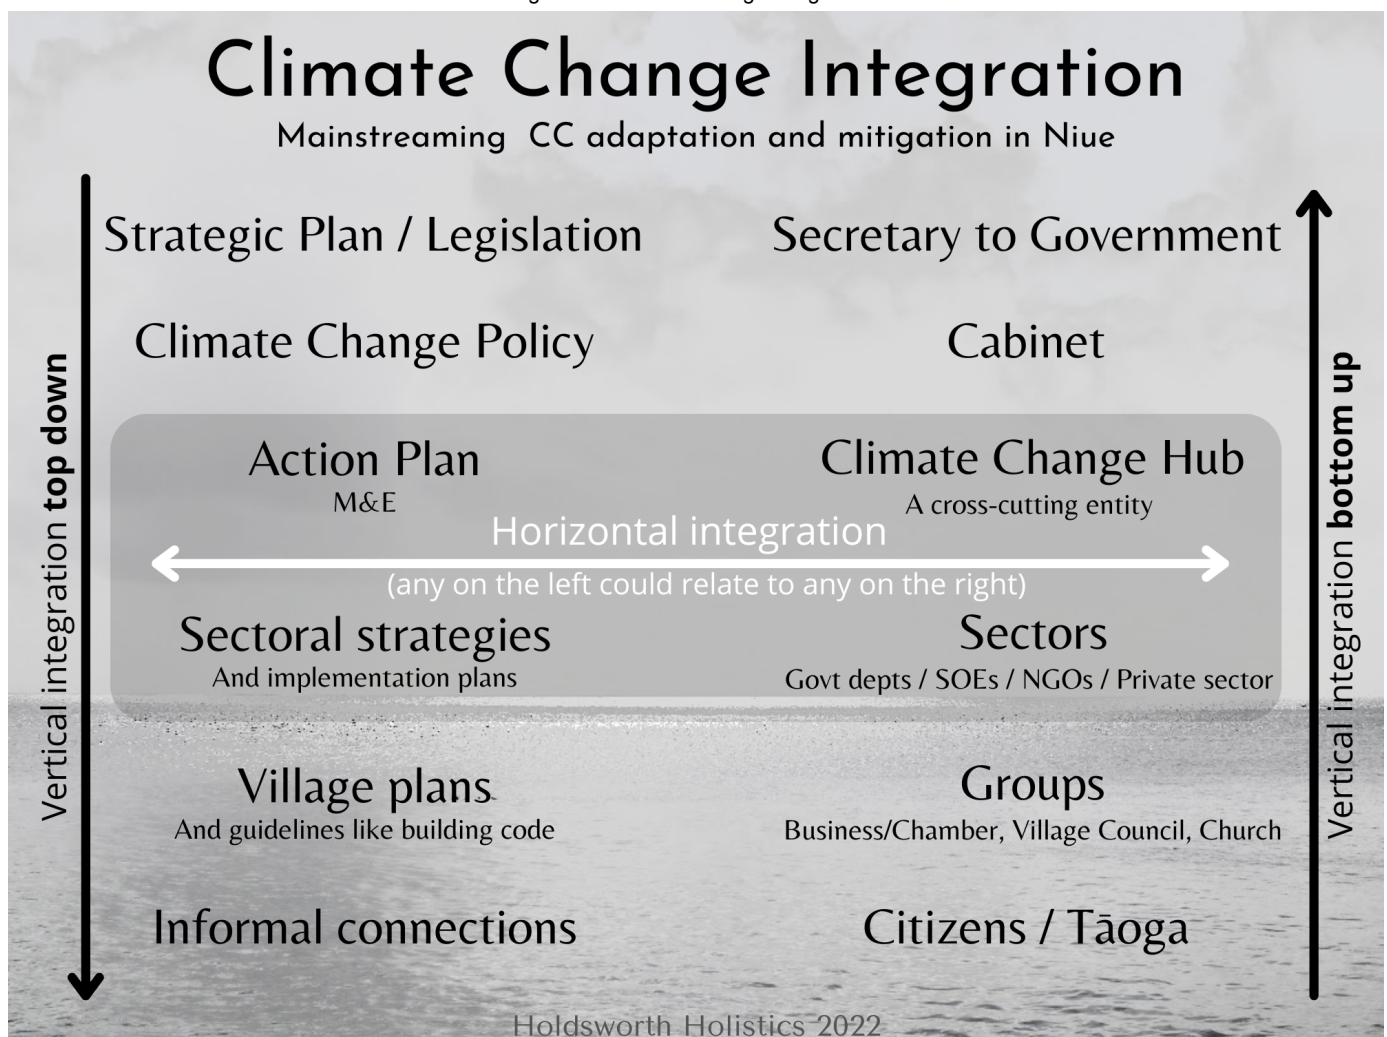 Climate Change Integration
Mainstreaming CC adaptation and mitigation in Niue
Vertical integration top down
Strategic Plan / Legislation
Secretary to Government
Climate Change Policy
Cabinet
Action Plan
M&E
Climate Change Hub
A cross-cutting entity
Horizontal integration
(any on the left could relate to any on the right)
Sectoral strategies
And implementation plans
Sectors
Govt depts / SOEs / NGOs / Private sector
Village plans
And guidelines like building code
Groups
Business/Chamber, Village Council, Church
Informal connections
Citizens / Tāoga
Vertical integration bottom up
Holdsworth Holistics 2022